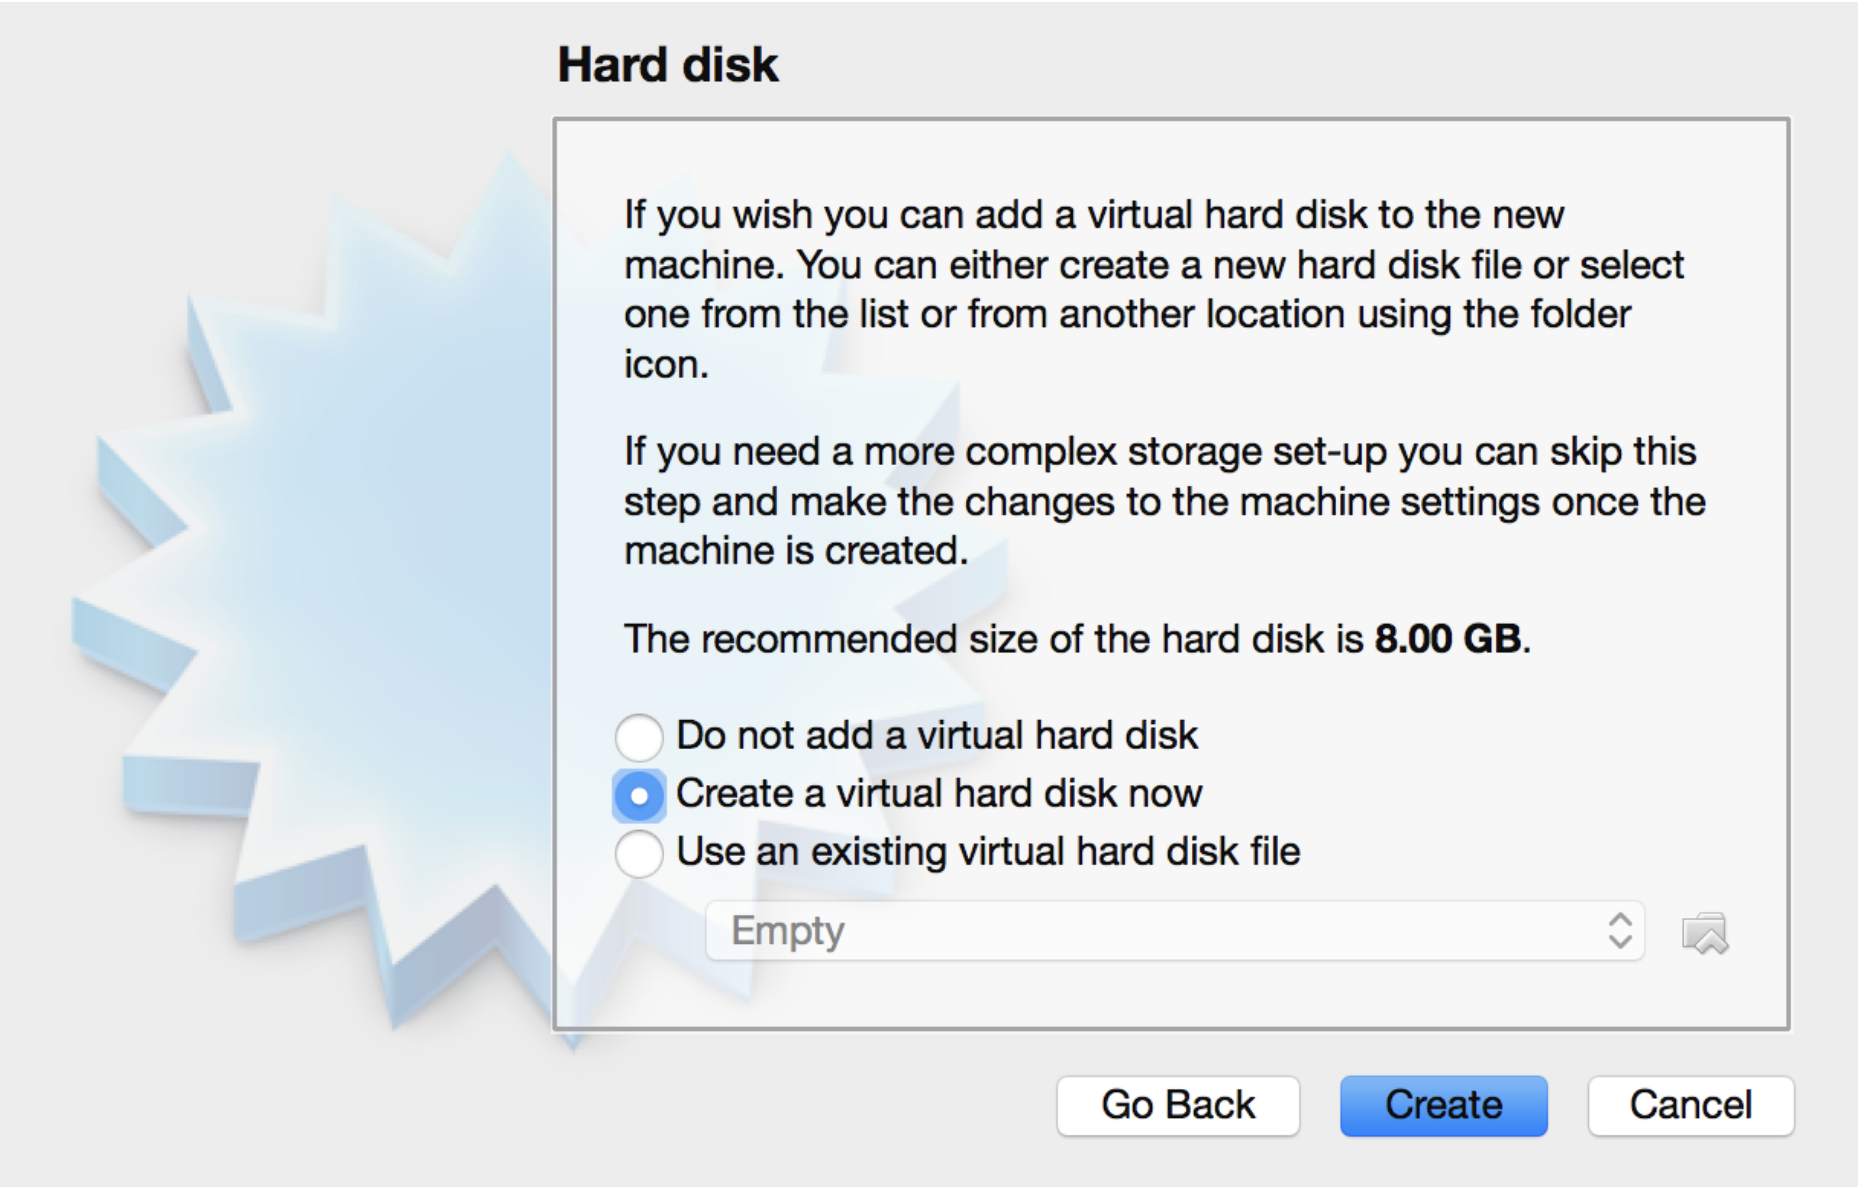 Hard disk
If you wish you can add a virtual hard disk to the new
machine. You can either create a new hard disk file or select
one from the list or from another location using the folder
icon.
If you need a more complex storage set-up you can skip this
step and make the changes to the machine settings once the
machine is created.
The recommended size of the hard disk is 8.00 GB.
Do not add a virtual hard disk
Create a virtual hard disk now
Use an existing virtual hard disk file
Empty
Go Back
Create
Cancel